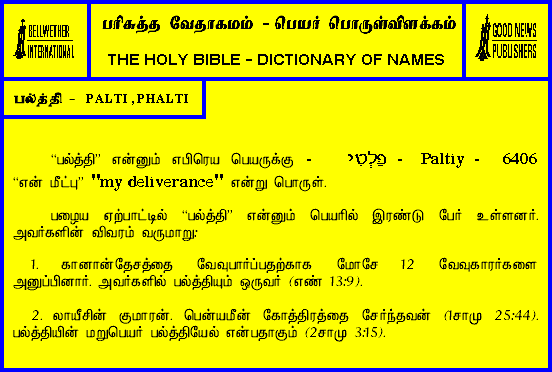 BELLWETHER
INTERNATIONAL
பரிசுத்த வேதாகமம் - பெயர் பொருள்விளக்கம்
THE HOLY BIBLE - DICTIONARY OF NAMES
GOOD NEWS
PUBLISHERS
பல்த்தி - PALTI ,PHALTI
“பல்த்தி” என்னும் எபிரெய பெயருக்கு - פַּלְטִי - Paltiy - 6406
“என் மீட்பு” "my deliverance" என்று பொருள்.
பழைய ஏற்பாட்டில் “பல்த்தி” என்னும் பெயரில் இரண்டு பேர் உள்ளனர்.
அவர்களின் விவரம் வருமாறு:
1. கானான்தேசத்தை வேவுபார்ப்பதற்காக மோசே 12 வேவுகாரர்களை
அனுப்பினார். அவர்களில் பல்த்தியும் ஒருவர் (எண் 13:9).
2. லாயீசின் குமாரன். பென்யமீன் கோத்திரத்தை சேர்ந்தவன் (1சாமு 25:44).
பல்த்தியின் மறுபெயர் பல்த்தியேல் என்பதாகும் (2சாமு 3:15).